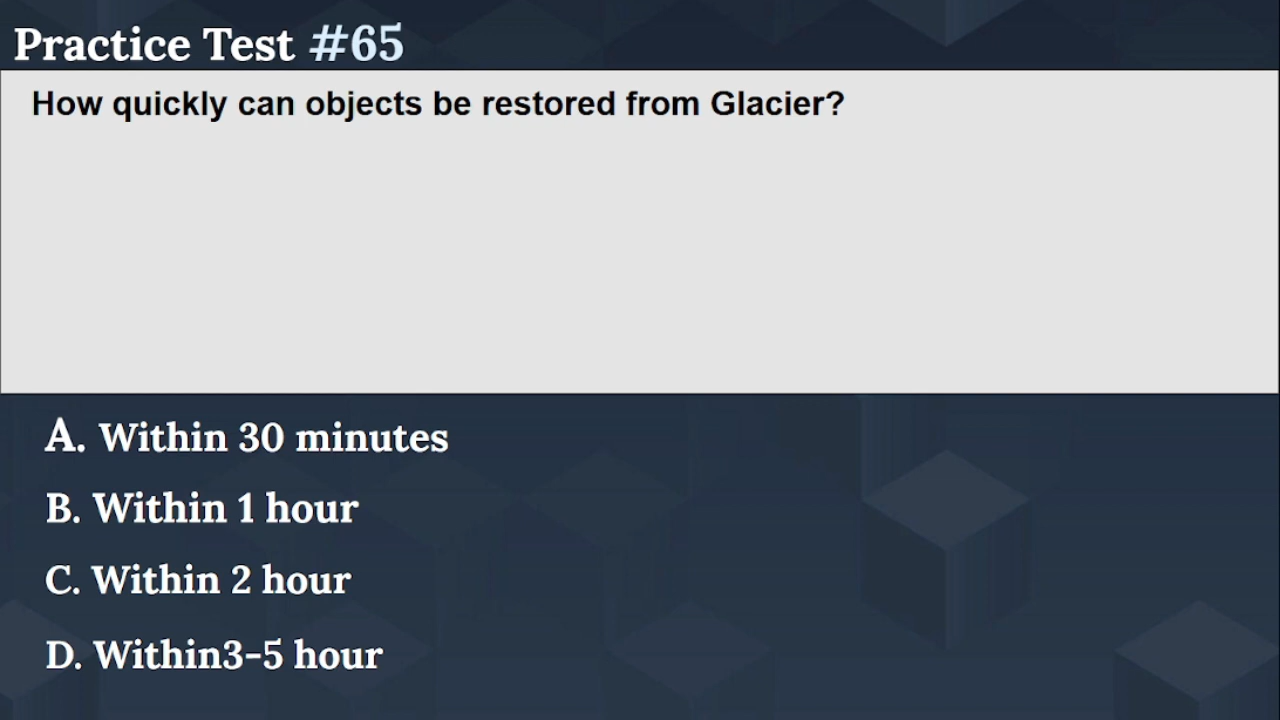 Practice Test #65
How quickly can objects be restored from Glacier?
A. Within 30 minutes
B. Within 1 hour
C. Within 2 hour
D. Within3-5 hour